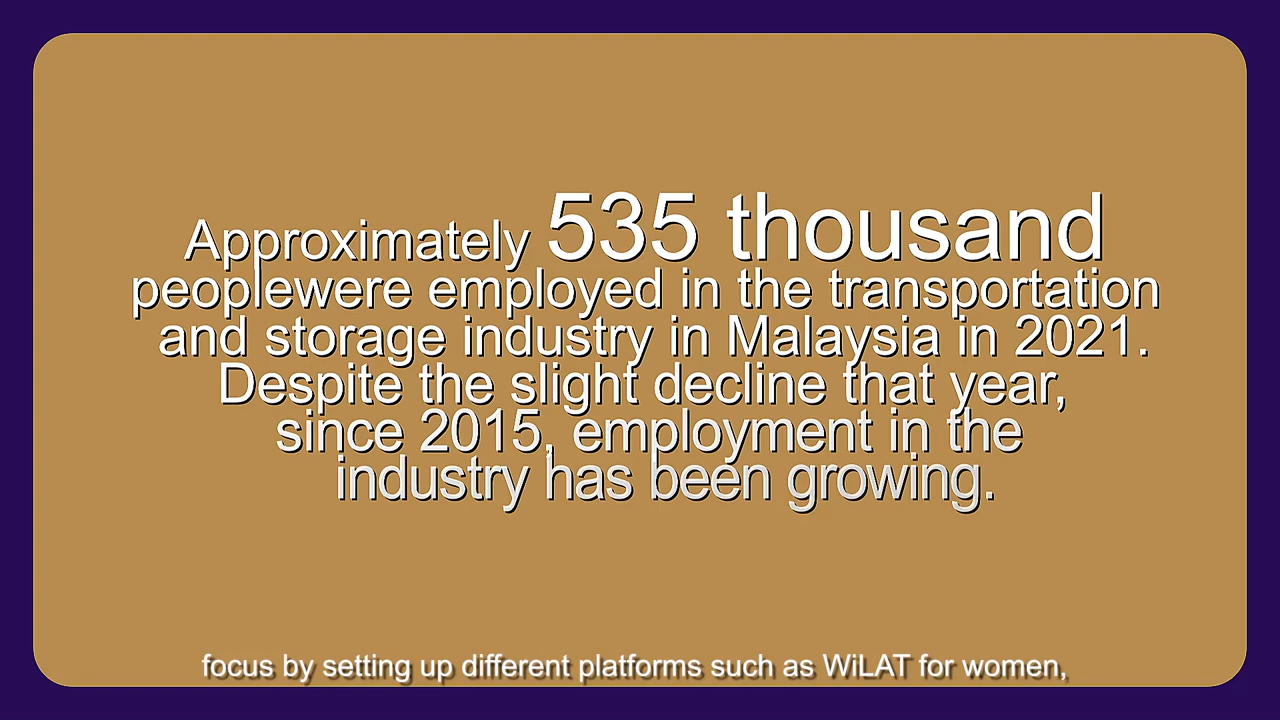 Approximately 535 thousand
peoplewere employed in the transportation
and storage industry in Malaysia in 2021.
Despite the slight decline that year,
since 2015, employment in the
industry has been growing.
focus by setting up different platforms such as WiLAT for women,